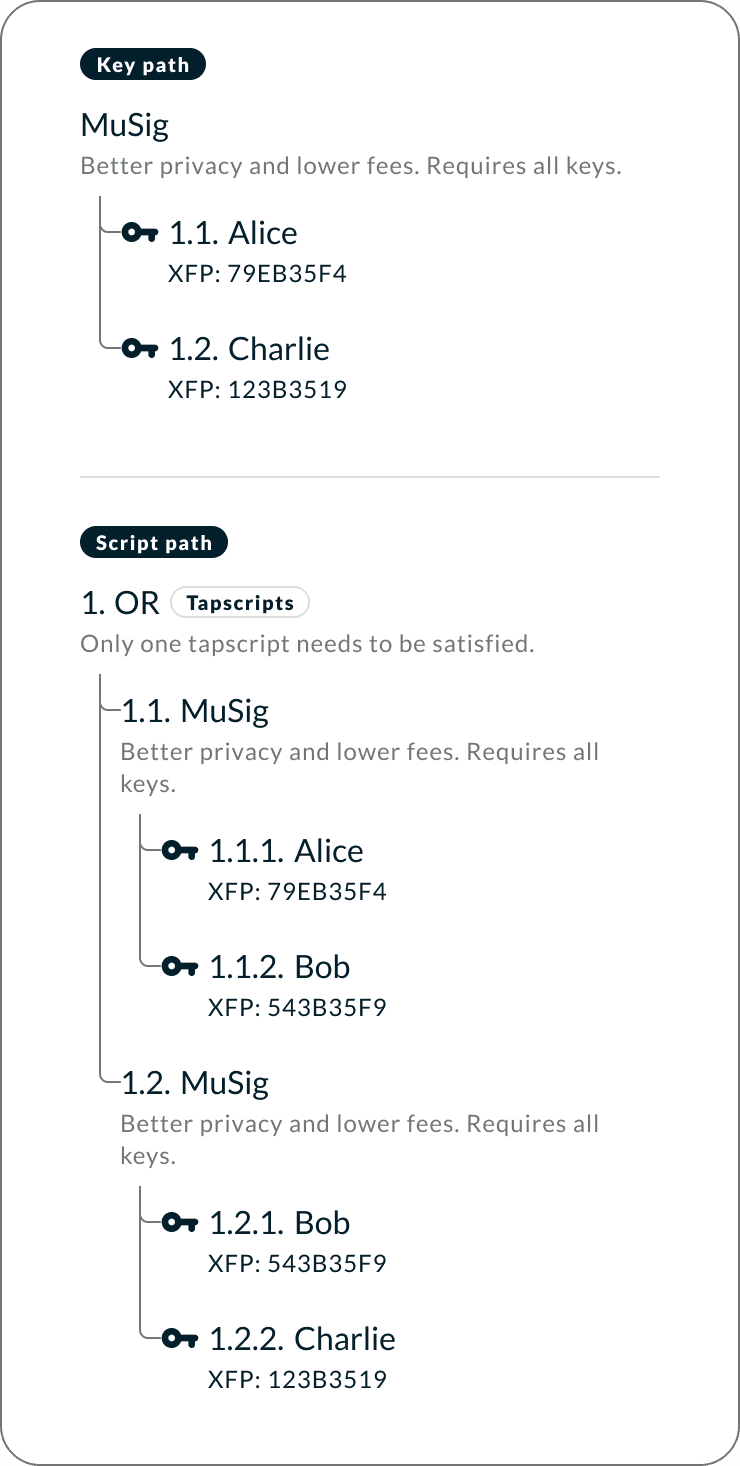 Key path
MuSig
Better privacy and lower fees. Requires all keys.
1.1. Alice
XFP: 79EB35F4
1.2. Charlie
XFP: 123B3519
Script path
1. OR Tapscripts
Only one tapscript needs to be satisfied.
1.1. MuSig
Better privacy and lower fees. Requires all
keys.
1.1.1. Alice
XFP: 79EB35F4
1.1.2. Bob
XFP: 543B35F9
1.2. MuSig
Better privacy and lower fees. Requires all
keys.
1.2.1. Bob
XFP: 543B35F9
1.2.2. Charlie
XFP: 123B3519